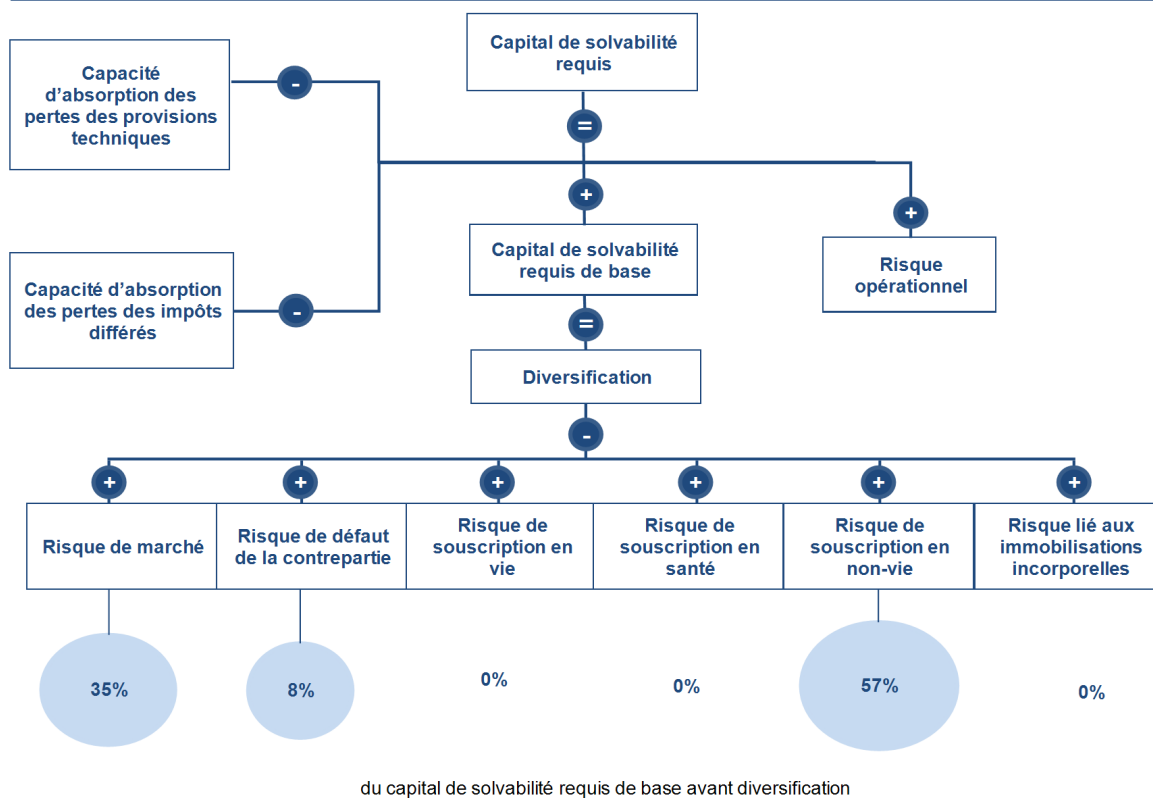 Capital de solvabilité
requis
Capacité
d'absorption des
pertes des provisions
techniques
-
=
+
+
Capital de solvabilité
requis de base
Risque
opérationnel
Capacité d'absorption
des pertes des impôts
différés
-
=
Diversification
-
+
+
+
+
+
+
Risque de marché
Risque de défaut
de la contrepartie
Risque de
souscription en
vie
Risque de
souscription en
santé
Risque de
souscription en
non-vie
Risque lié aux
immobilisations
incorporelles
35%
8%
0%
0%
57%
0%
du capital de solvabilité requis de base avant diversification